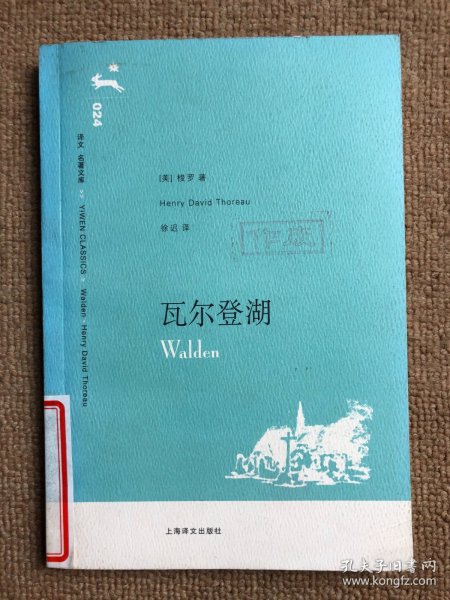 024
译文 名著文库 >> YIWEN CLASSICS Walden Henry David Thoreau
[美] 梭罗 著
Henry David Thoreau
徐迟 译
瓦尔登湖
Walden
上海译文出版社
孔夫子旧书网
www.kongfz.com